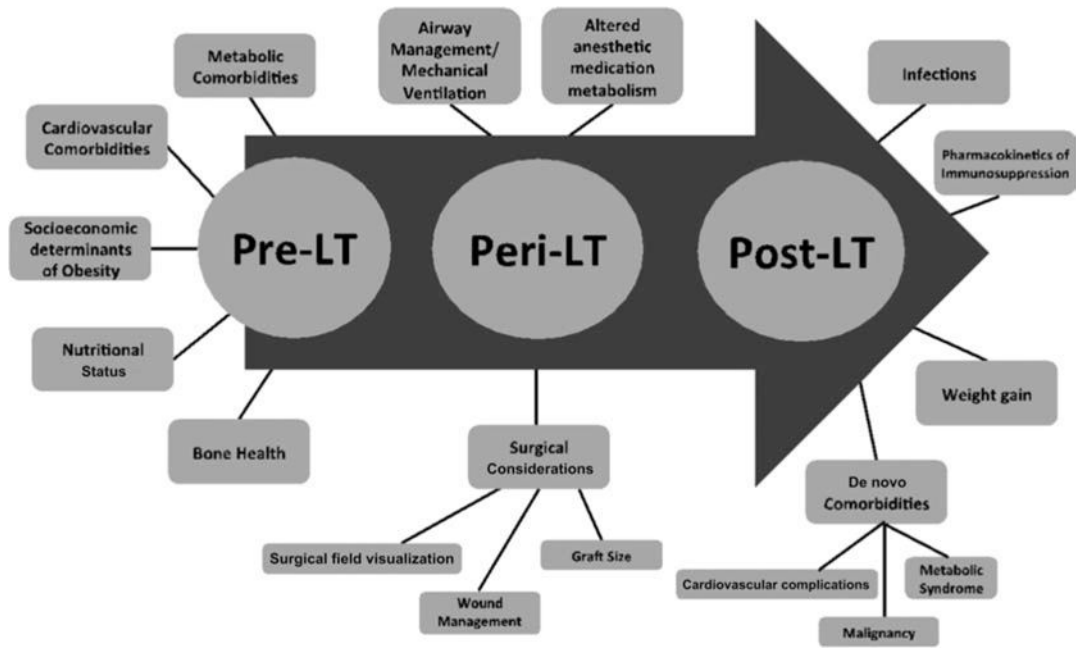 Metabolic
Comorbidities
Cardiovascular
Comorbidities
Socioeconomic
determinants
of Obesity
Nutritional
Status
Bone Health
Pre-LT
Airway
Management/
Mechanical
Ventilation
Altered
anesthetic
medication
metabolism
Peri-LT
Surgical
Considerations
Surgical field visualization
Wound
Management
Graft Size
Post-LT
Infections
Pharmacokinetics of
Immunosuppression
Weight gain
De novo
Comorbidities
Cardiovascular complications
Malignancy
Metabolic
Syndrome